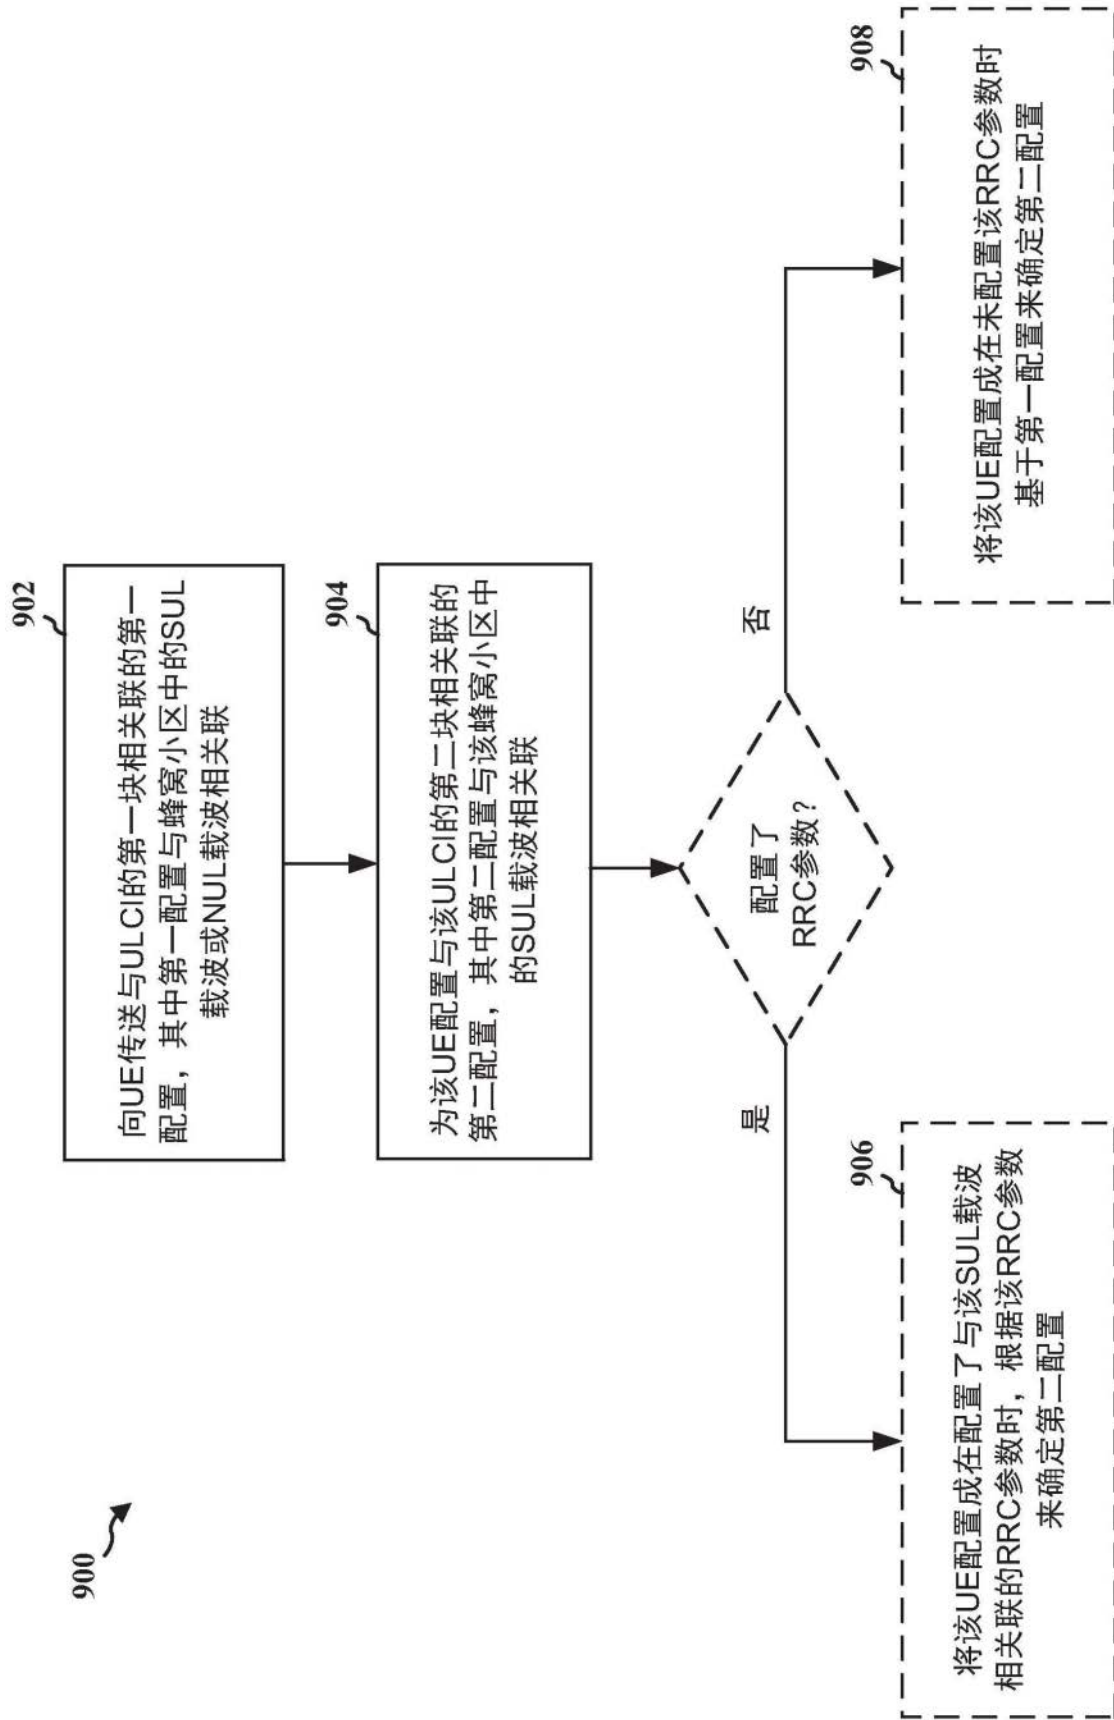 900
902
向UE传送与ULCI的第一块相关联的第一
配置，其中第一配置与蜂窝小区中的SUL
载波或NUL载波相关联
904
为该UE配置与该ULCI的第二块相关联的
第二配置，其中第二配置与该蜂窝小区中
的SUL载波相关联
配置了
RRC参数？
是
否
906
将该UE配置成在配置了与该SUL载波
相关联的RRC参数时，根据该RRC参数
来确定第二配置
908
将该UE配置成在未配置该RRC参数时
基于第一配置来确定第二配置